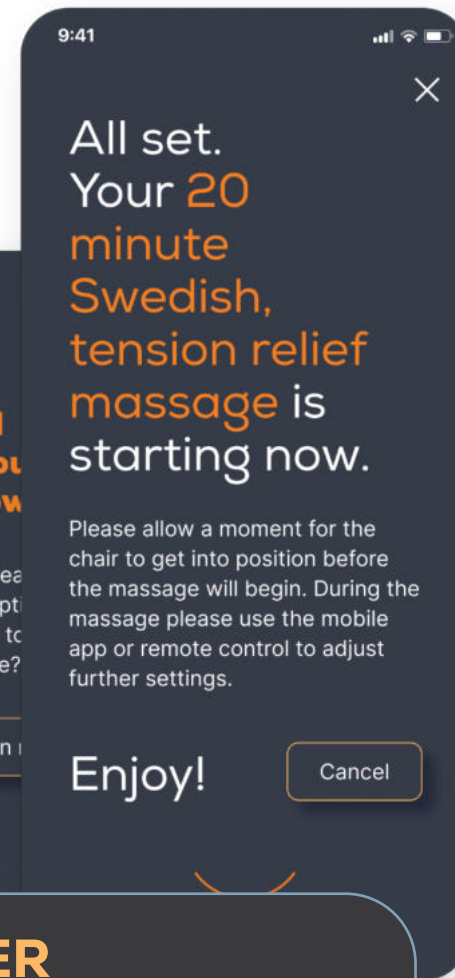 9:41
All set.
Your 20
minute
Swedish,
tension relief
massage is
starting now.
Please allow a moment for the
chair to get into position before
the massage will begin. During the
massage please use the mobile
app or remote control to adjust
further settings.
Enjoy!
Cancel